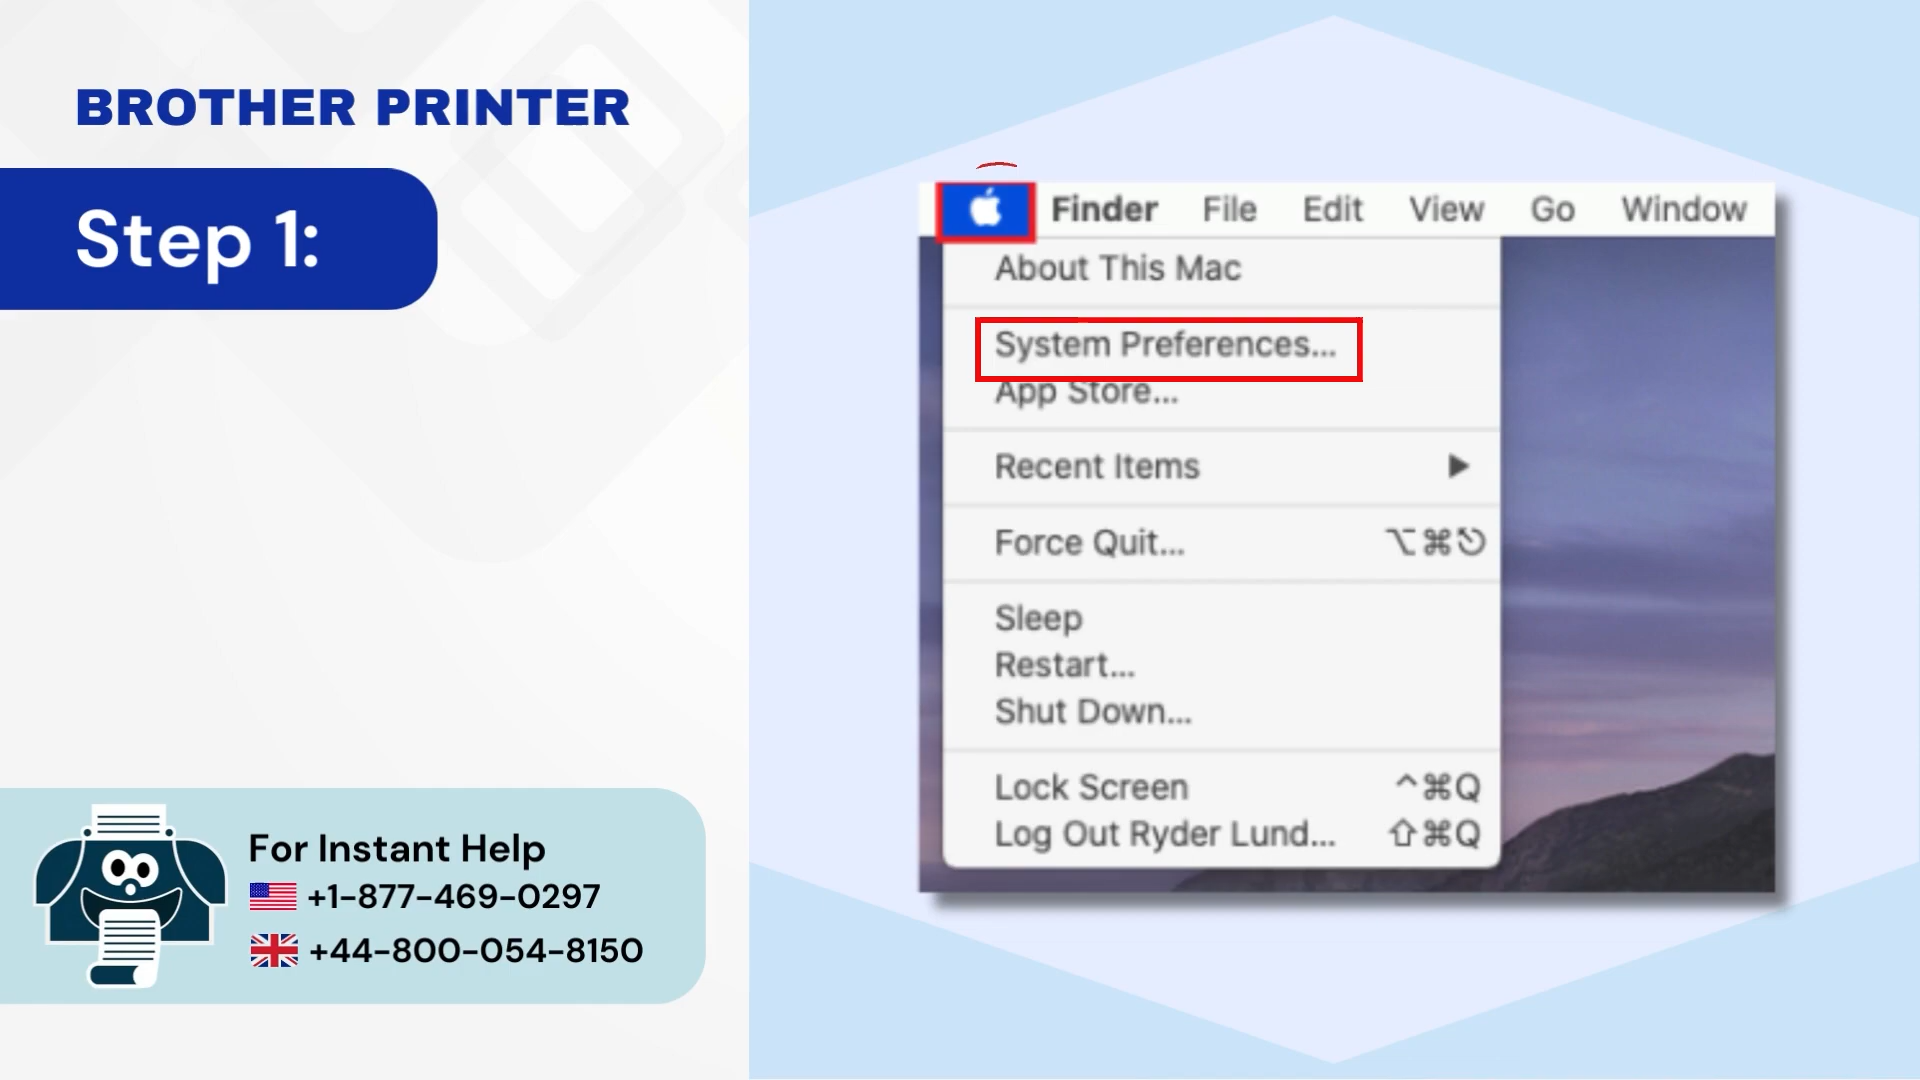 BROTHER PRINTER
Step 1:
For Instant Help
+1-877-469-0297
+44-800-054-8150
Finder File Edit View Go Window
About This Mac
System Preferences...
App Store...
Recent Items ▶
Force Quit... ⌥⌘⎋
Sleep
Restart...
Shut Down...
Lock Screen ^⌘Q
Log Out Ryder Lund... ⇧⌘Q